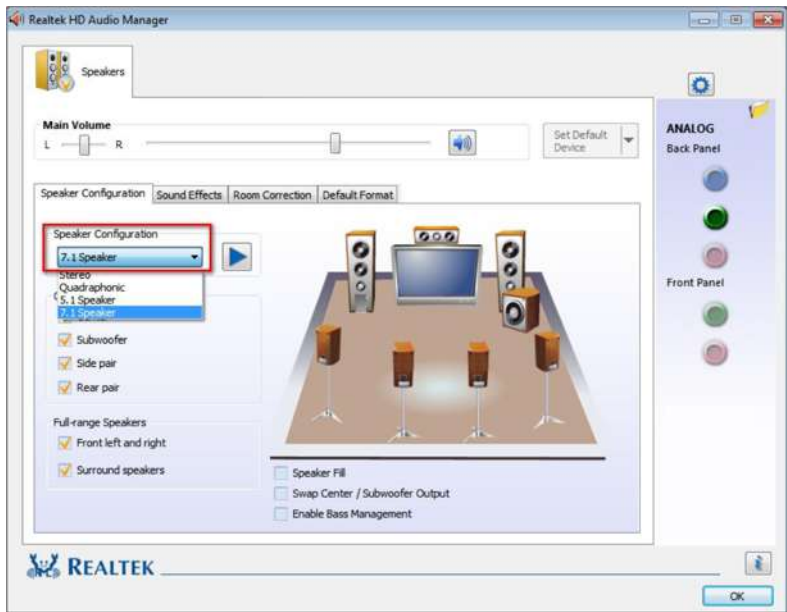 Realtek HD Audio Manager
Speakers
Main Volume
L R
Set Default
Device
ANALOG
Back Panel
Speaker Configuration Sound Effects Room Correction Default Format
Speaker Configuration
7.1 Speaker
Stereo
Quadraphonic
5.1 Speaker
7.1 Speaker
Front Panel
Subwoofer
Side pair
Rear pair
Full-range Speakers
Front left and right
Surround speakers
Speaker Fill
Swap Center / Subwoofer Output
Enable Bass Management
REALTEK
OK